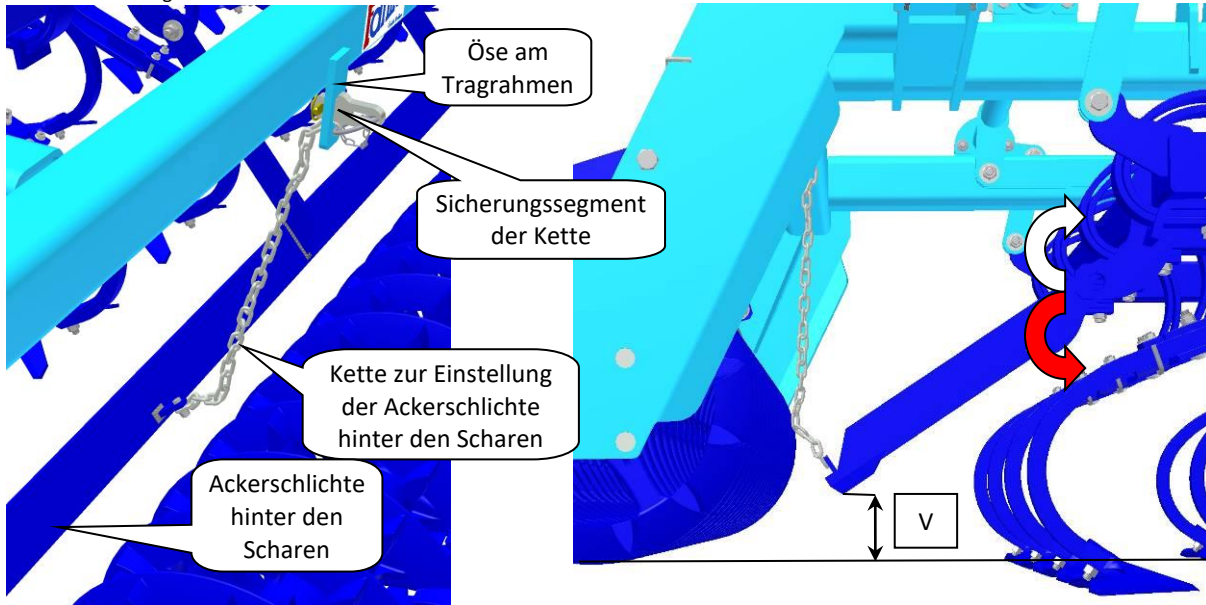 Öse am
Tragrahmen
Sicherungssegment
der Kette
Kette zur Einstellung
der Ackerschlichte
hinter den Scharen
Ackerschlichte
hinter den
Scharen
V